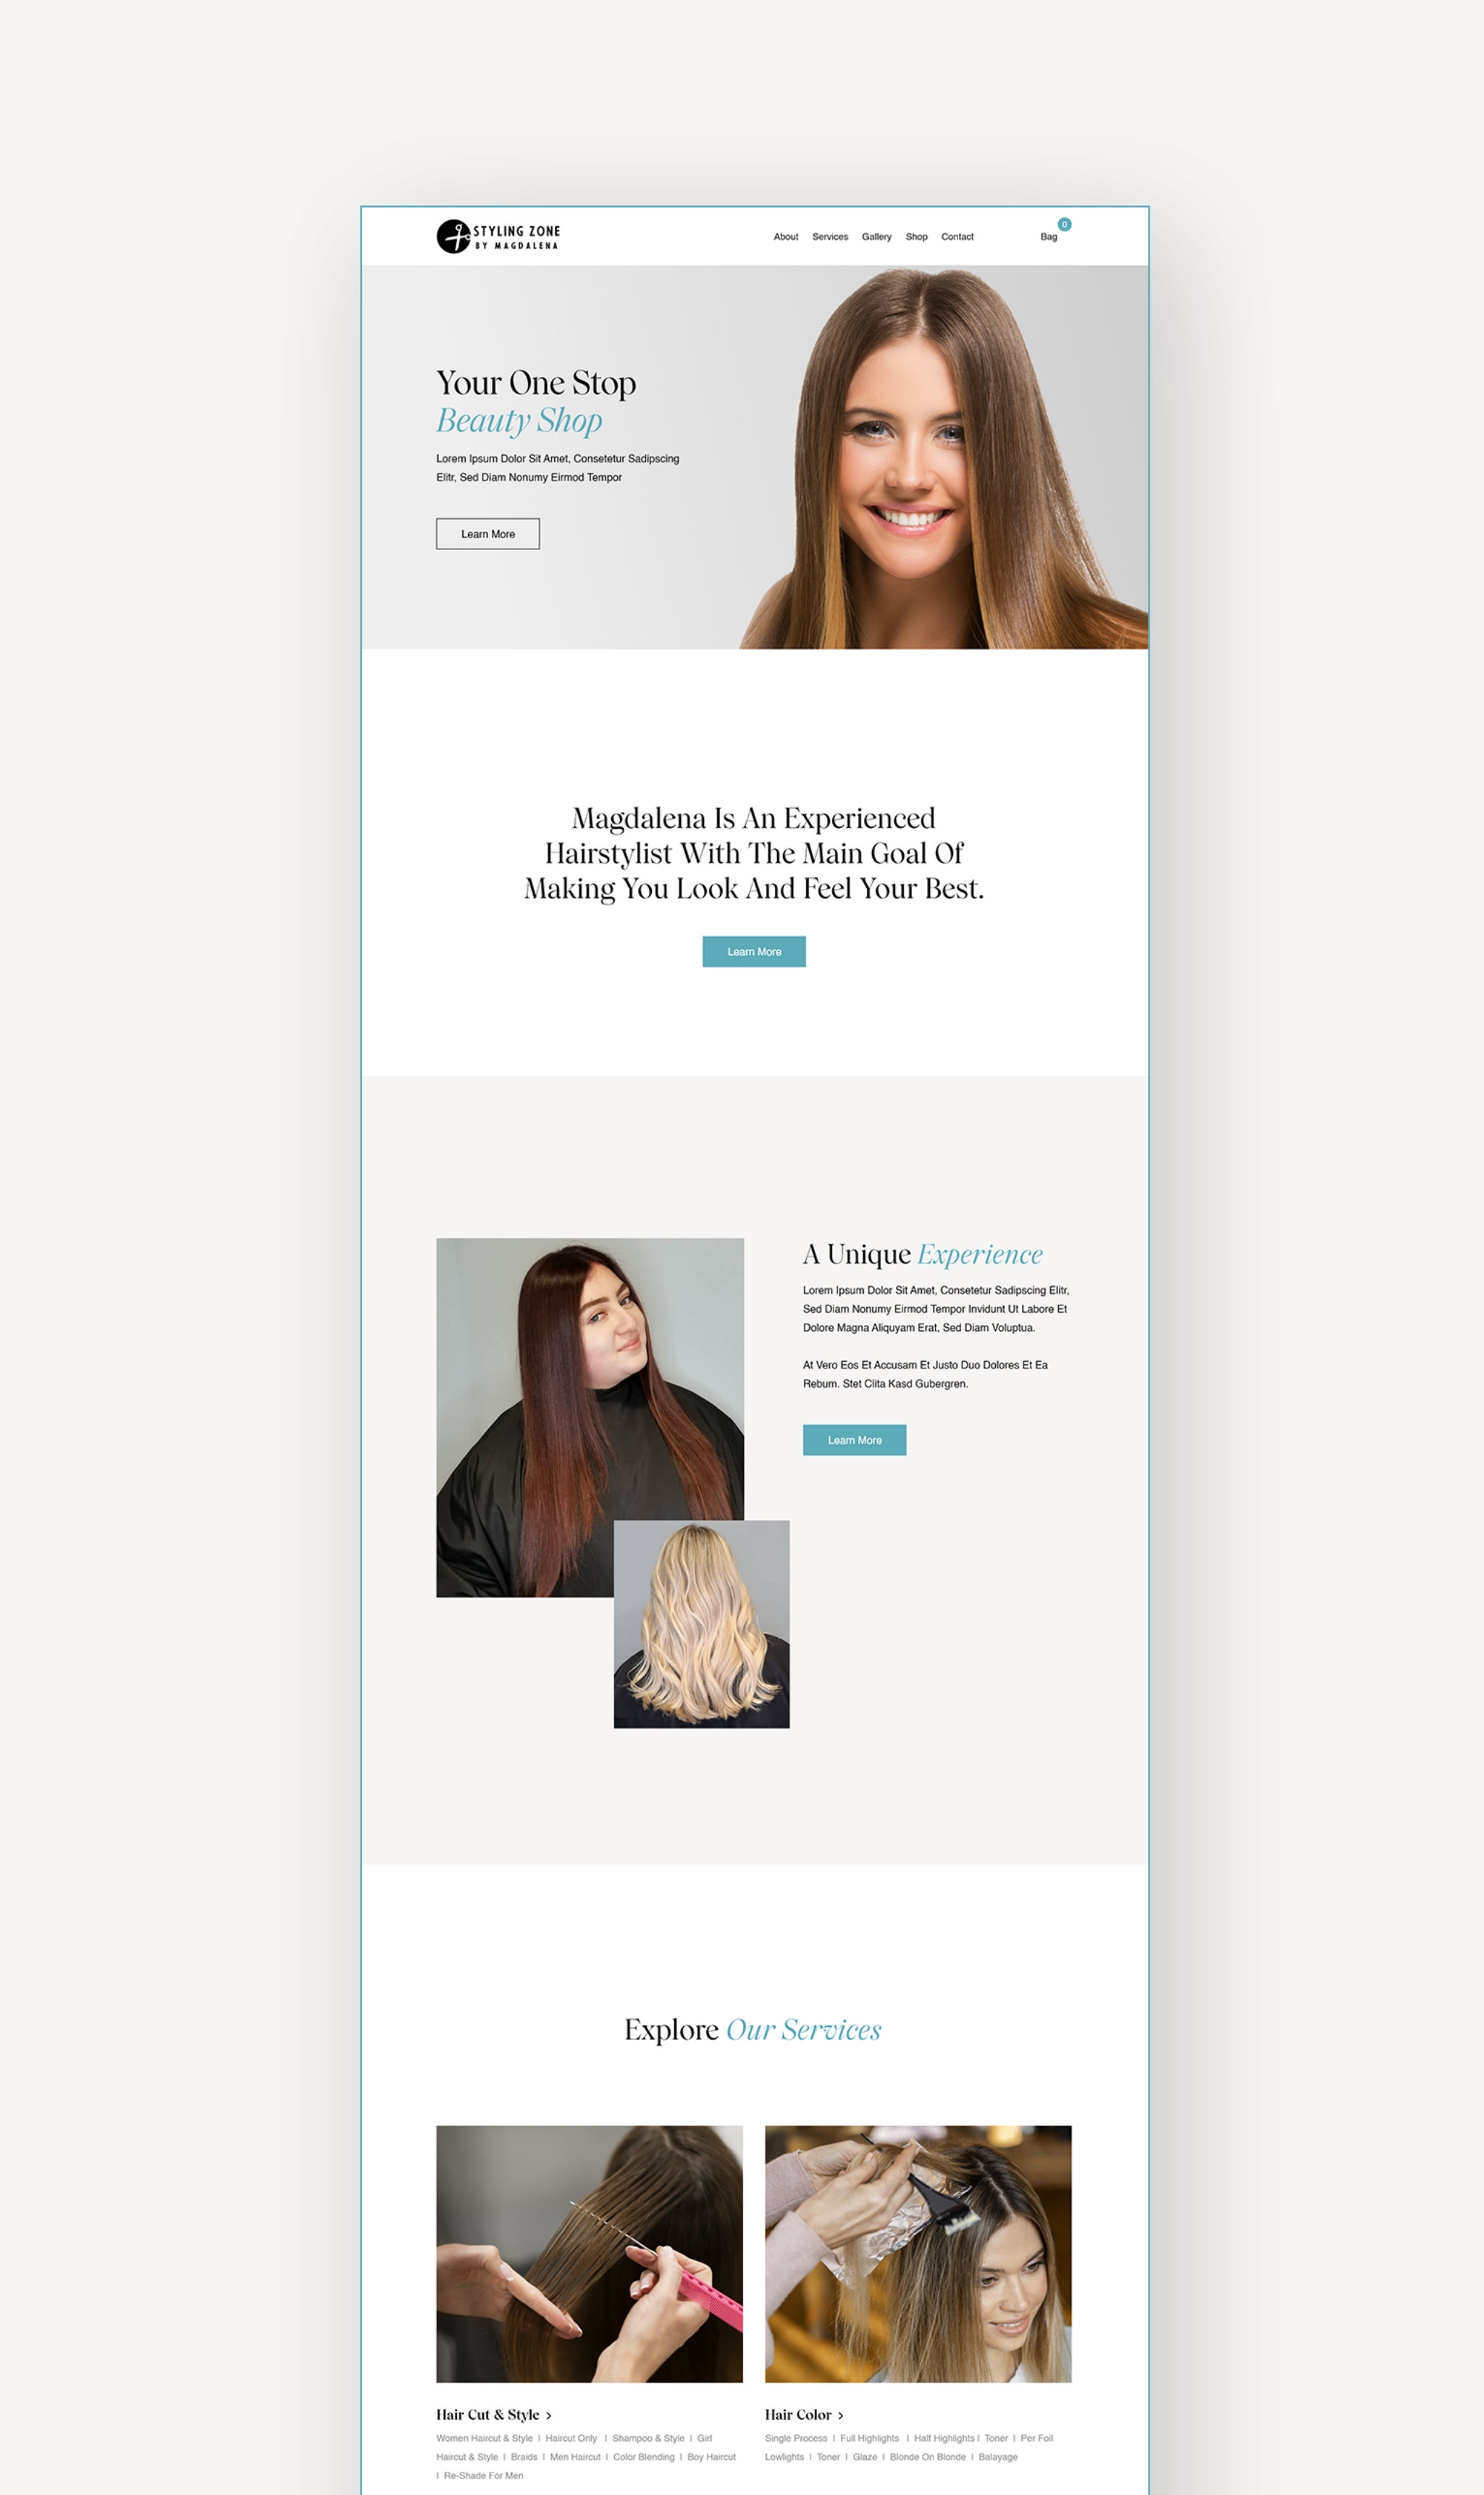 STYLING ZONE
BY MAGDALENA
About Services Gallery Shop Contact Bag 0
Your One Stop
Beauty Shop
Lorem Ipsum Dolor Sit Amet, Consetetur Sadipscing
Elitr, Sed Diam Nonumy Eirmod Tempor
Learn More
Magdalena Is An Experienced
Hairstylist With The Main Goal Of
Making You Look And Feel Your Best.
Learn More
A Unique Experience
Lorem Ipsum Dolor Sit Amet, Consetetur Sadipscing Elitr,
Sed Diam Nonumy Eirmod Tempor Invidunt Ut Labore Et
Dolore Magna Aliquyam Erat, Sed Diam Voluptua.
At Vero Eos Et Accusam Et Justo Duo Dolores Et Ea
Rebum. Stet Clita Kasd Gubergren.
Learn More
Explore Our Services
Hair Cut & Style >
Women Haircut & Style I Haircut Only I Shampoo & Style I Girl
Haircut & Style I Braids I Men Haircut I Color Blending I Boy Haircut
I Re-Shade For Men
Hair Color >
Single Process I Full Highlights I Half Highlights I Toner I Per Foil
Lowlights I Toner I Glaze I Blonde On Blonde I Balayage